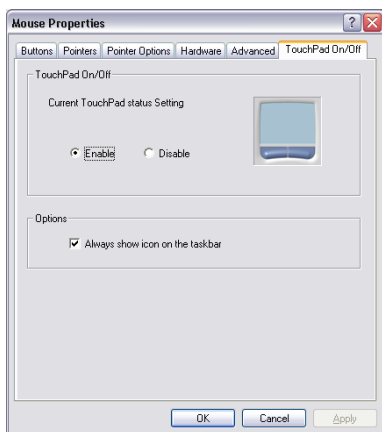 Mouse Properties
Buttons Pointers Pointer Options Hardware Advanced TouchPad On/Off
TouchPad On/Off
Current TouchPad status Setting
Enable Disable
Options
Always show icon on the taskbar
OK Cancel Apply